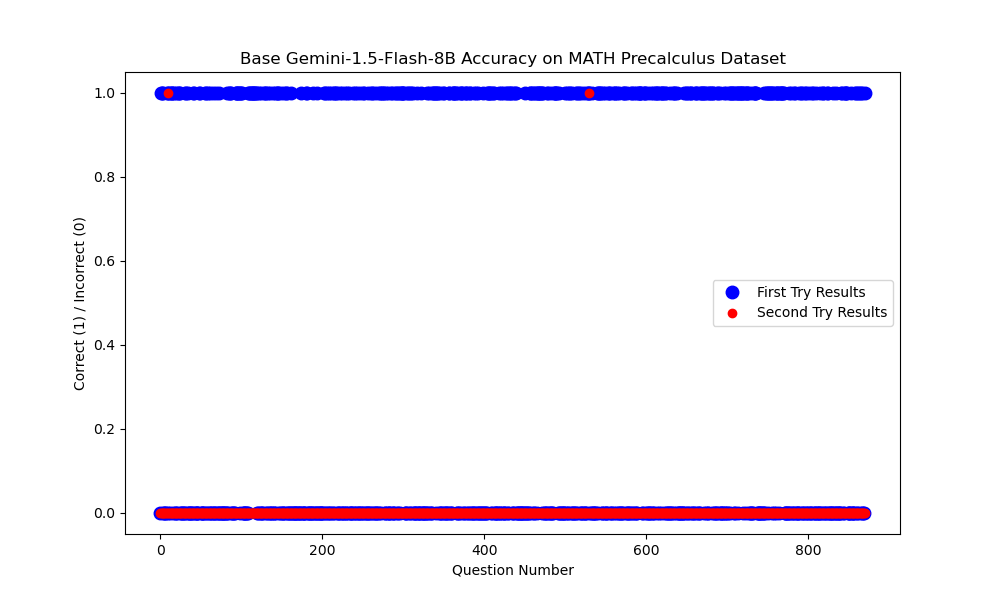 Base Gemini-1.5-Flash-8B Accuracy on MATH Precalculus Dataset
1.0
0.8
0.6
0.4
0.2
0.0
Correct (1) / Incorrect (0)
First Try Results
Second Try Results
0
200
400
600
800
Question Number